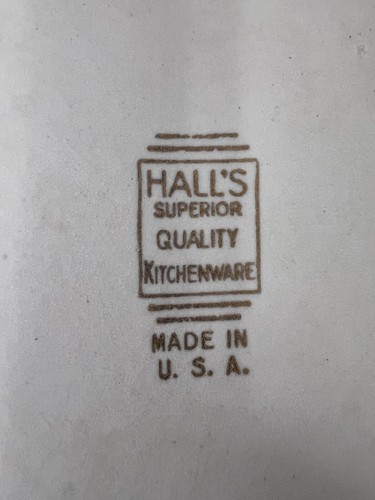 HALL'S
SUPERIOR
QUALITY
KITCHENWARE
MADE IN
U. S. A.